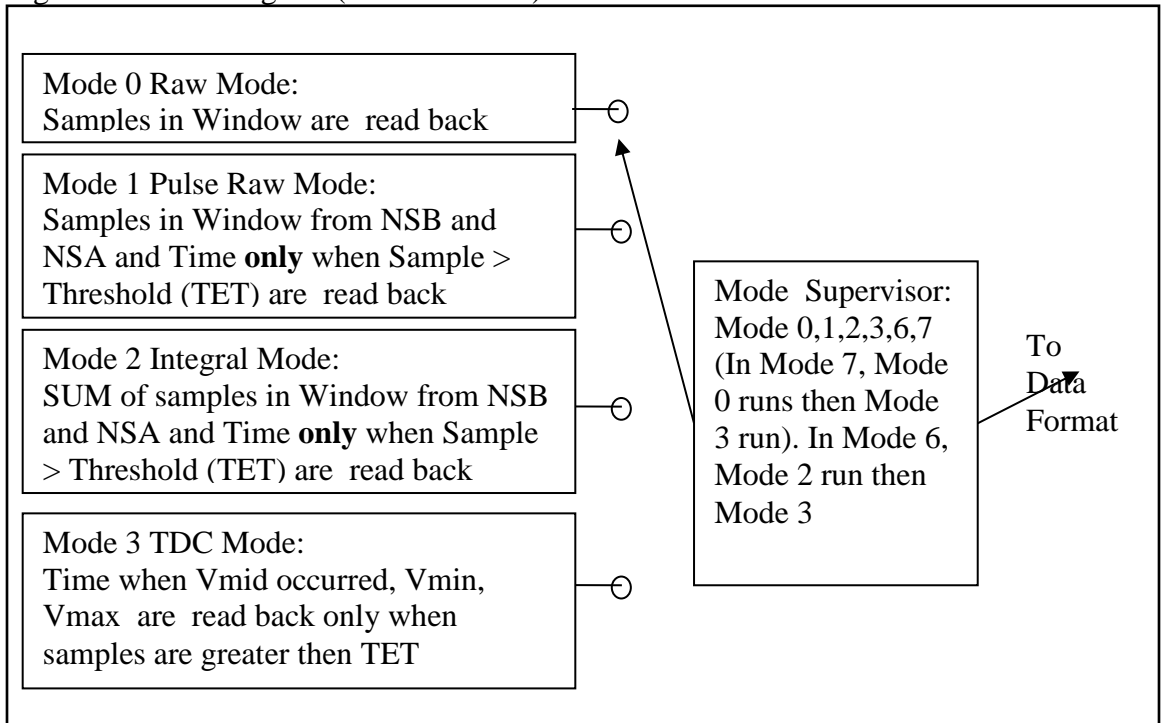 Mode 0 Raw Mode:
Samples in Window are read back
Mode 1 Pulse Raw Mode:
Samples in Window from NSB and
NSA and Time only when Sample >
Threshold (TET) are read back
Mode 2 Integral Mode:
SUM of samples in Window from NSB
and NSA and Time only when Sample
> Threshold (TET) are read back
Mode 3 TDC Mode:
Time when Vmid occurred, Vmin,
Vmax are read back only when
samples are greater then TET
Mode Supervisor:
Mode 0,1,2,3,6,7
(In Mode 7, Mode
0 runs then Mode
3 run). In Mode 6,
Mode 2 run then
Mode 3
To
Data
Format